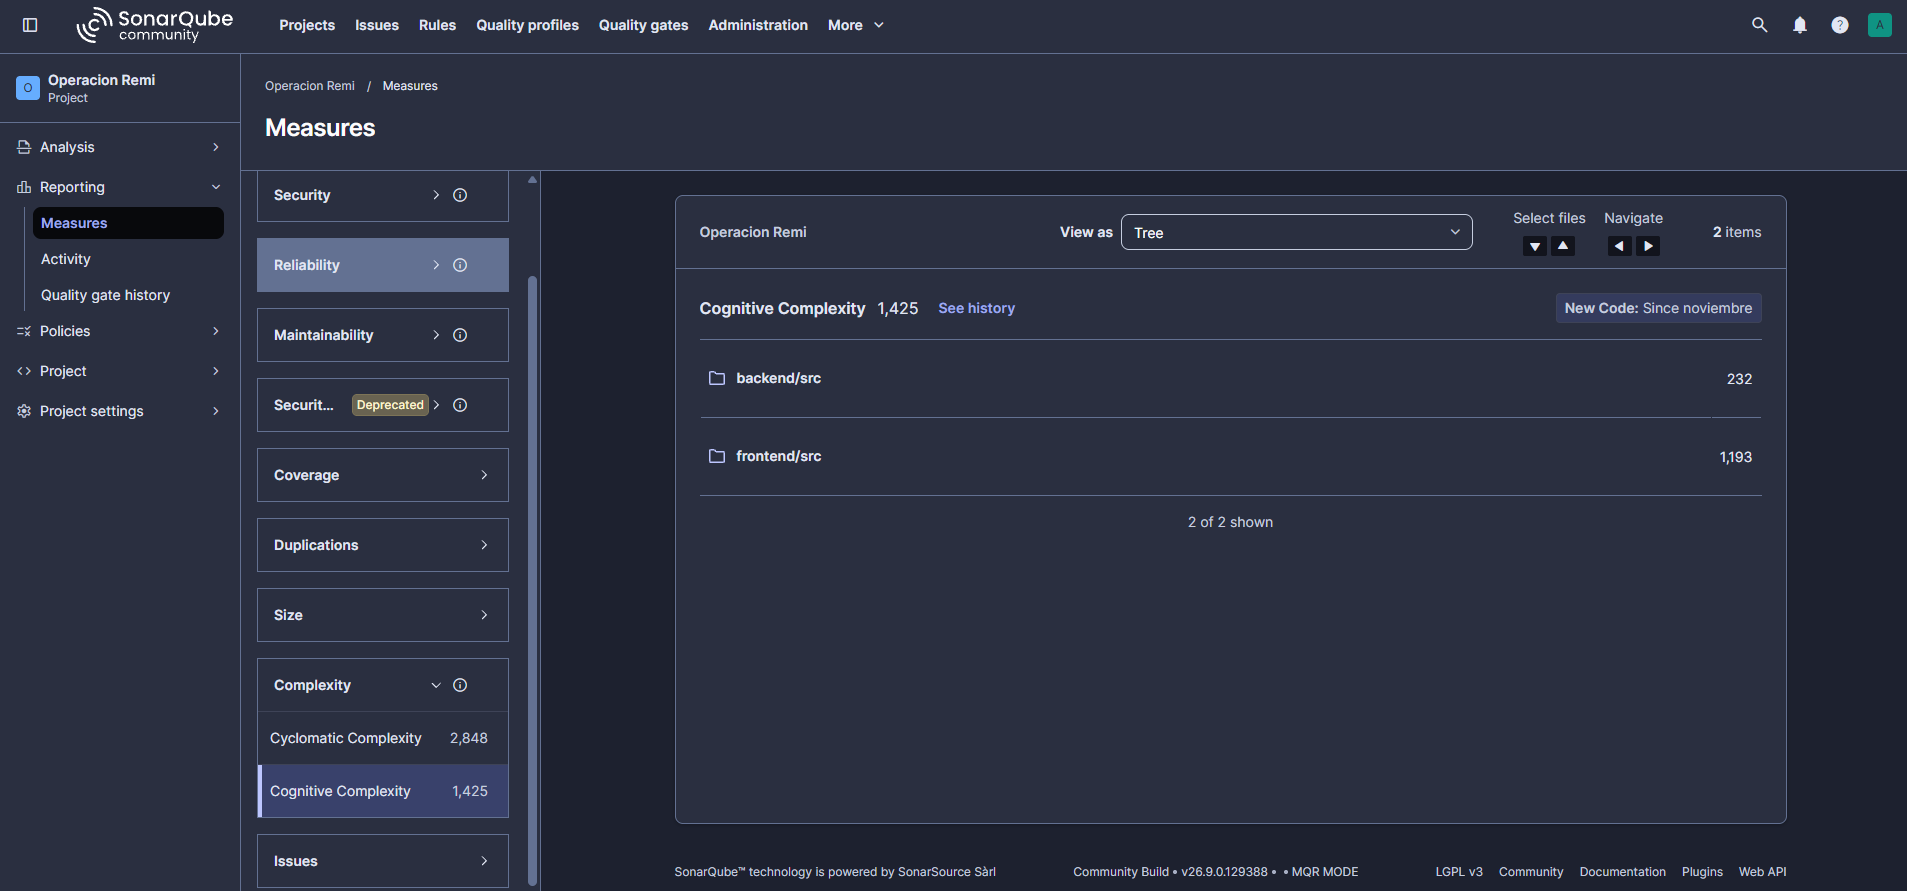 SonarQube community
Projects Issues Rules Quality profiles Quality gates Administration More
? A
O Operacion Remi
Project
Analysis
Reporting
Measures
Activity
Quality gate history
Policies
Project
Project settings
Operacion Remi / Measures
Measures
Security
Reliability
Maintainability
Securit... Deprecated
Coverage
Duplications
Size
Complexity
Cyclomatic Complexity 2,848
Cognitive Complexity 1,425
Issues
Operacion Remi View as Tree Select files Navigate 2 items
Cognitive Complexity 1,425 See history New Code: Since noviembre
backend/src 232
frontend/src 1,193
2 of 2 shown
SonarQube™ technology is powered by SonarSource Sàrl Community Build • v26.9.0.129388 • • MQR MODE LGPL v3 Community Documentation Plugins Web API